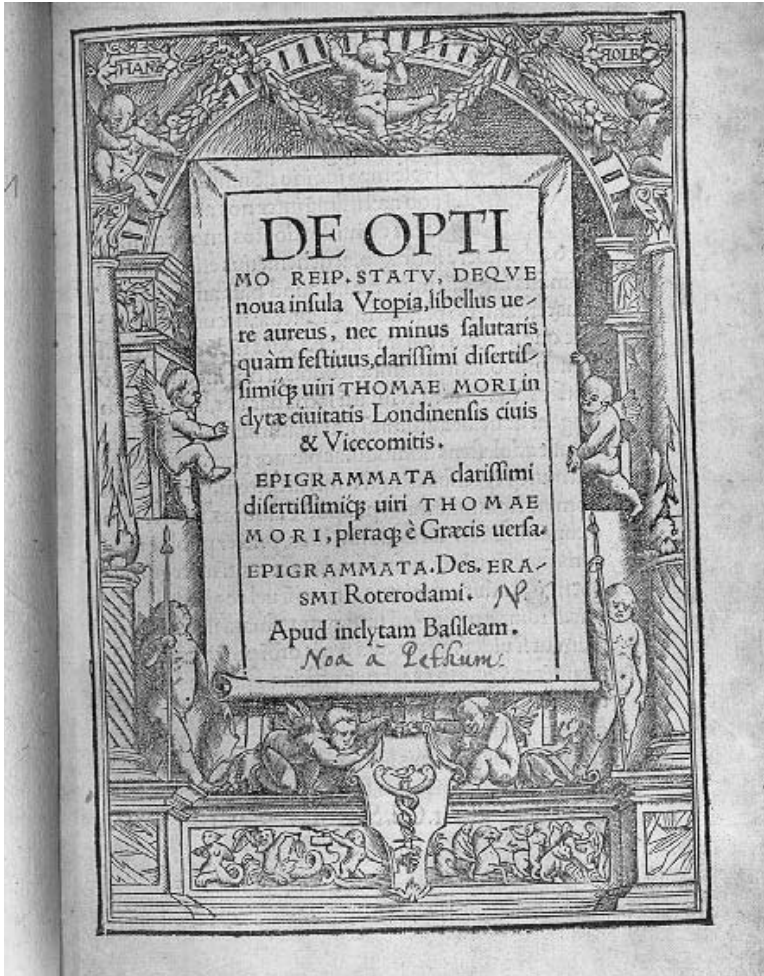 HANS
HOLB
DE OPTI
MO REIP. STATV, DEQVE
noua insula Vtopia, libellus ue-
re aureus, nec minus salutaris
quàm festiuus, clarissimi disertis-
simiq́ꝫ uiri THOMAE MORI in
clytæ ciuitatis Londinensis ciuis
& Vicecomitis.
EPIGRAMMATA clarissimi
disertissimiq́ꝫ uiri THOMAE
MORI, pleraq́ꝫ è Græcis uersa.
EPIGRAMMATA. Des. ERA-
SMI Roterodami.
Apud inclytam Basileam.